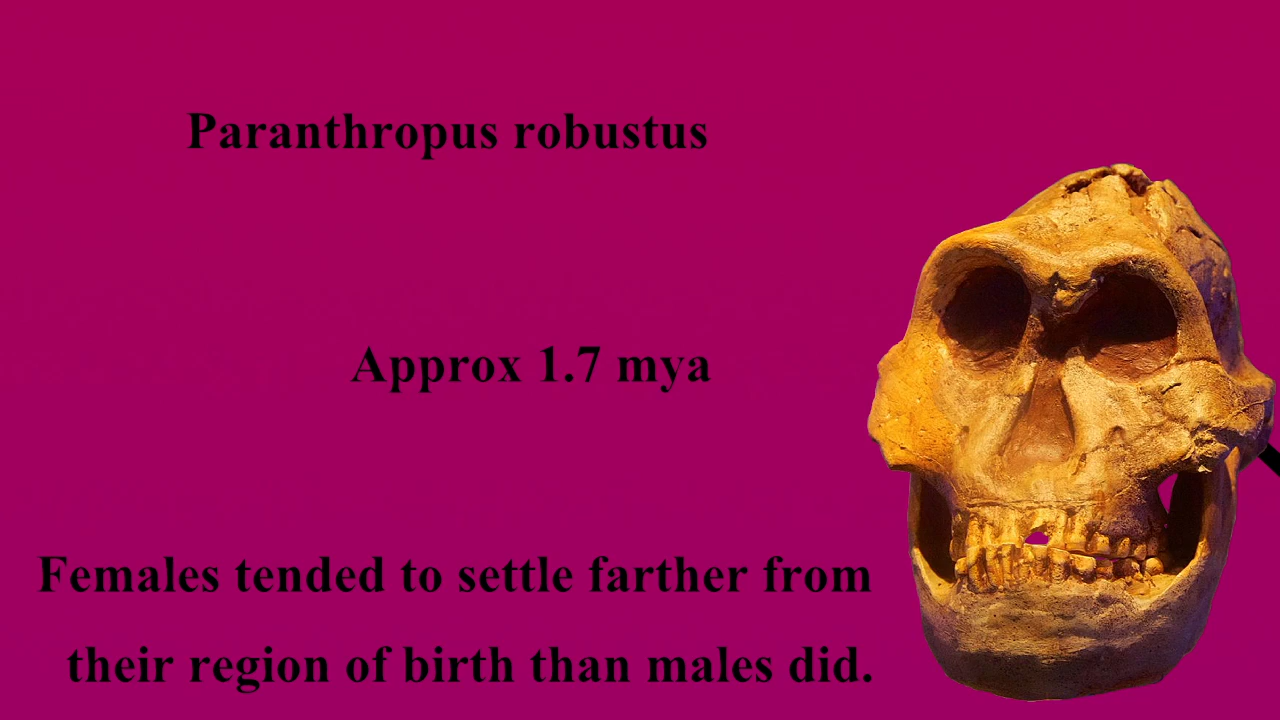 Paranthropus robustus
Approx 1.7 mya
Females tended to settle farther from
their region of birth than males did.